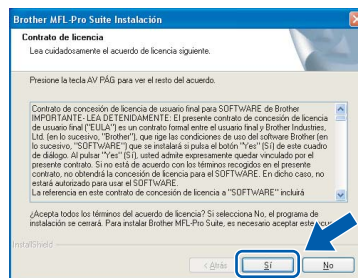 Brother MFL-Pro Suite Instalación
Contrato de licencia
Lea cuidadosamente el acuerdo de licencia siguiente.
Presione la tecla AV PÁG para ver el resto del acuerdo.
Contrato de concesión de licencia de usuario final para SOFTWARE de Brother
IMPORTANTE- LEA DETENIDAMENTE: El presente contrato de concesión de licencia
de usuario final ("EULA") es un contrato formal entre el usuario final y Brother Industries,
Ltd. (en lo sucesivo, "Brother"), que rige las condiciones de uso del software Brother (en
lo sucesivo, "SOFTWARE") que se instalará si pulsa el botón "Yes" (Sí) de este cuadro
de diálogo. Al pulsar "Yes" (Sí), usted admite expresamente quedar vinculado por el
presente contrato. Si no está de acuerdo con los términos recogidos en el presente
contrato, no obtendrá la concesión de licencia para el SOFTWARE. En dicho caso, no
estará autorizado para usar el SOFTWARE.
La referencia en este contrato de concesión de licencia a "SOFTWARE" incluirá
¿Acepta todos los términos del acuerdo de licencia? Si selecciona No, el programa de
instalación se cerrará. Para instalar Brother MFL-Pro Suite, es necesario aceptar este
InstallShield
< Atrás Sí No